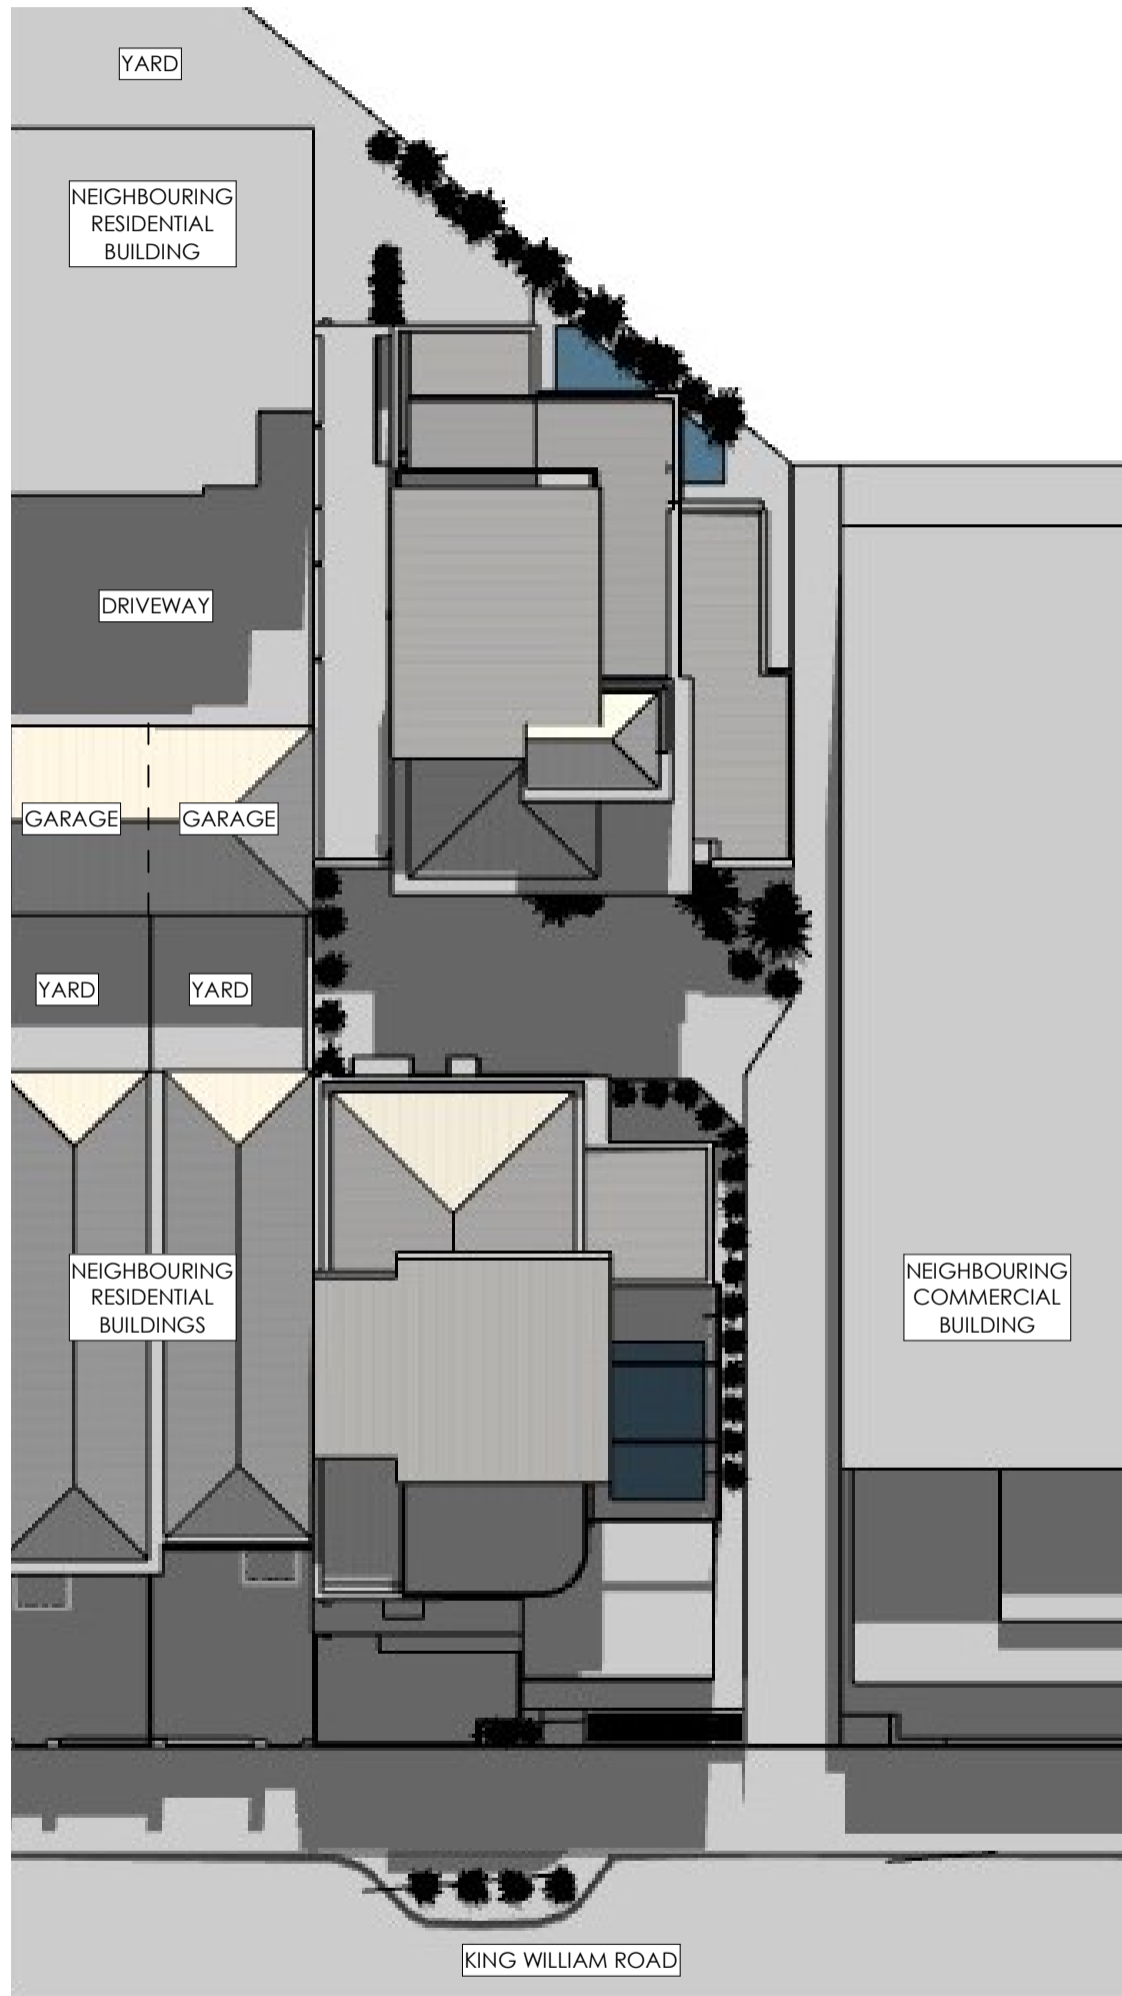 YARD
NEIGHBOURING
RESIDENTIAL
BUILDING
DRIVEWAY
GARAGE
GARAGE
YARD
YARD
NEIGHBOURING
RESIDENTIAL
BUILDINGS
NEIGHBOURING
COMMERCIAL
BUILDING
KING WILLIAM ROAD